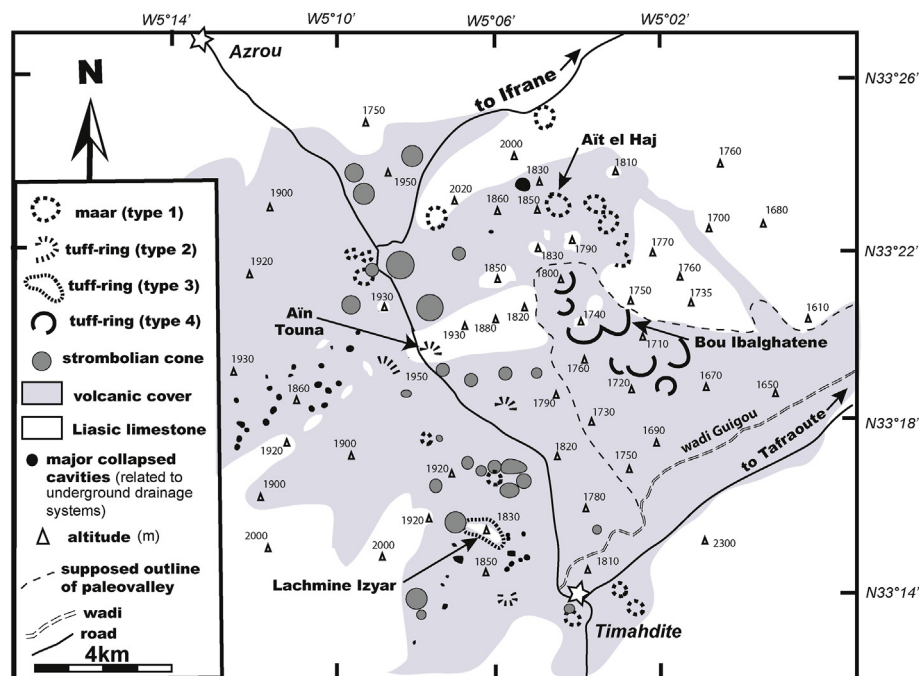 W5°14' W5°10' W5°06' W5°02'
Azrou
N
to Ifrane
N33°26'
1750
2000
Aït el Haj
1810
1760
1830
1950
1900
2020
1860
1850
1700
1680
maar (type 1)
tuff-ring (type 2)
1790
1830
1770
N33°22'
1920
1850
1800
1760
tuff-ring (type 3)
1930
1820
1750
1735
1610
Aïn
Touna
1930
1880
1740
tuff-ring (type 4)
1710
Bou Ibalghatene
strombolian cone
1930
1950
1760
1720
1670
1650
volcanic cover
1860
1790
1730
Liasic limestone
wadi Guigou
N33°18'
1920
1900
1820
1690
major collapsed
cavities (related to
underground drainage
systems)
1920
1750
to Tafraoute
1900
1780
altitude (m)
1920
1830
2000
2000
2300
supposed outline
of paleovalley
Lachmine Izyar
1850
1810
wadi
N33°14'
road
Timahdite
4km